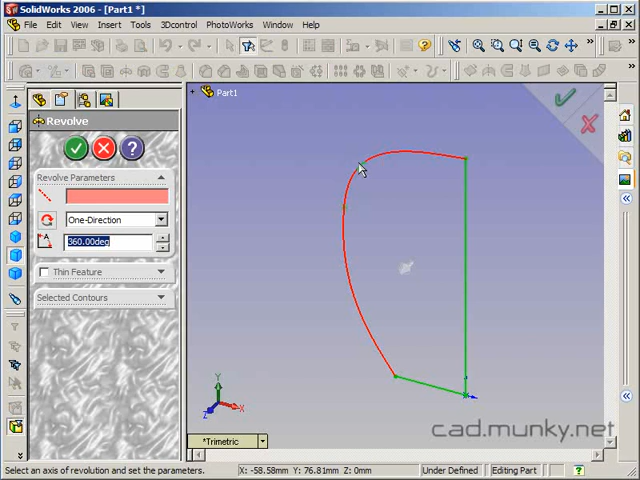 SolidWorks 2006 - [Part1 *]
File Edit View Insert Tools 3Dcontrol PhotoWorks Window Help
Part1
Revolve
?
Revolve Parameters
One-Direction
A
360.00deg
Thin Feature
Selected Contours
Y
X
Z
cad.munky.net
*Trimetric
Select an axis of revolution and set the parameters. X: -58.58mm Y: 76.81mm Z: 0mm Under Defined Editing Part ?